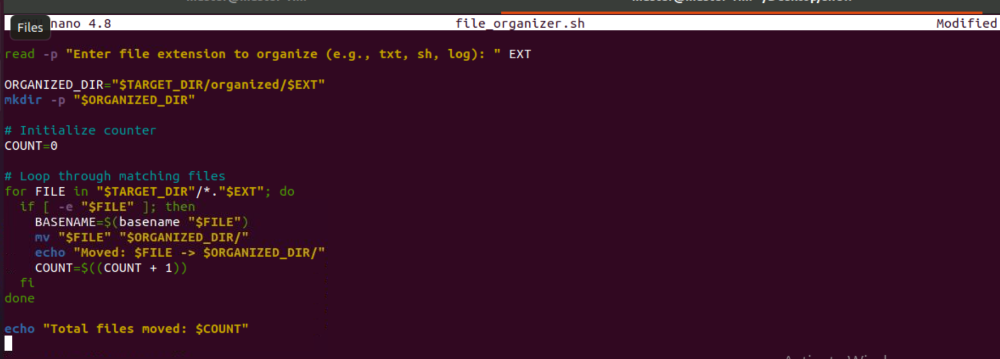 Files
nano 4.8 file_organizer.sh Modified
read -p "Enter file extension to organize (e.g., txt, sh, log): " EXT
ORGANIZED_DIR="$TARGET_DIR/organized/$EXT"
mkdir -p "$ORGANIZED_DIR"
# Initialize counter
COUNT=0
# Loop through matching files
for FILE in "$TARGET_DIR"/*."$EXT"; do
  if [ -e "$FILE" ]; then
    BASENAME=$(basename "$FILE")
    mv "$FILE" "$ORGANIZED_DIR/"
    echo "Moved: $FILE -> $ORGANIZED_DIR/"
    COUNT=$((COUNT + 1))
  fi
done
echo "Total files moved: $COUNT"